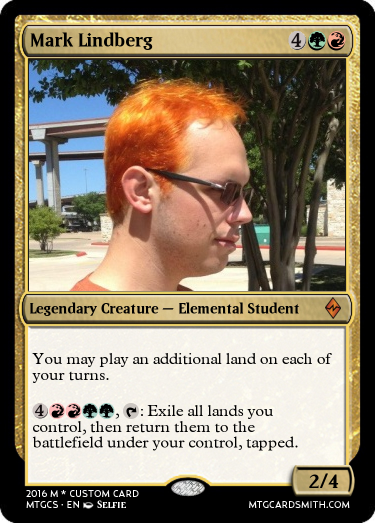 Mark Lindberg 4
Legendary Creature — Elemental Student
You may play an additional land on each of
your turns.
4, : Exile all lands you
control, then return them to the
battlefield under your control, tapped.
2/4
2016 M * CUSTOM CARD
MTGCS · EN SELFIE
MTGCARDSMITH.COM